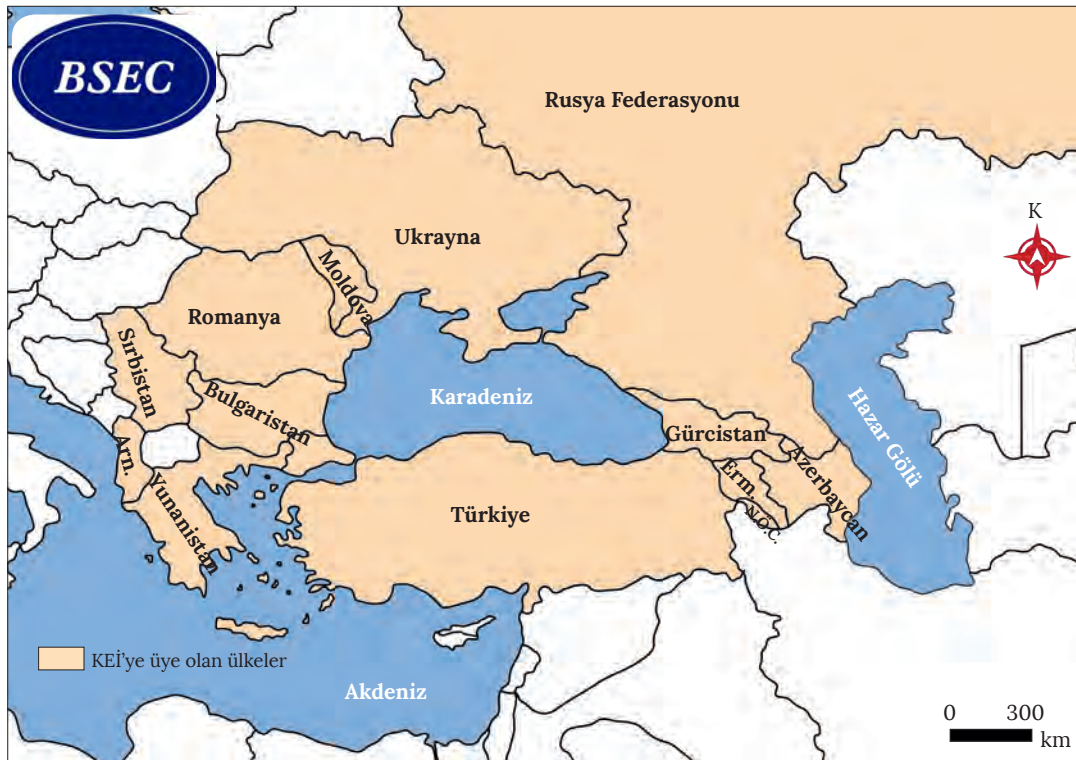 BSEC
Rusya Federasyonu
K
Ukrayna
Moldova
Romanya
Sırbistan
Bulgaristan
Karadeniz
Hazar Gölü
Gürcistan
Arn.
Yunanistan
Erm.
Azerbaycan
N.Ö.C.
Türkiye
KEİ'ye üye olan ülkeler
Akdeniz
0 300
km